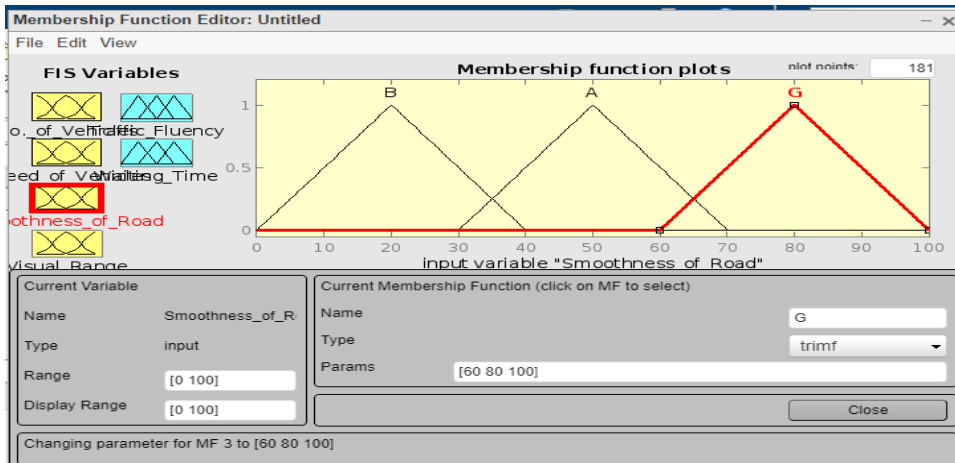 Membership Function Editor: Untitled
File Edit View
FIS Variables
Membership function plots
plot points:
181
B
A
G
1
0.5
0
0 10 20 30 40 50 60 70 80 90 100
input variable "Smoothness_of_Road"
o._of_Vehicles
Traffic_Fluency
eed_of_Vehicles
Waiting_Time
oothness_of_Road
Visual_Range
Current Variable
Name
Smoothness_of_R
Type
input
Range
[0 100]
Display Range
[0 100]
Current Membership Function (click on MF to select)
Name
G
Type
trimf
Params
[60 80 100]
Close
Changing parameter for MF 3 to [60 80 100]